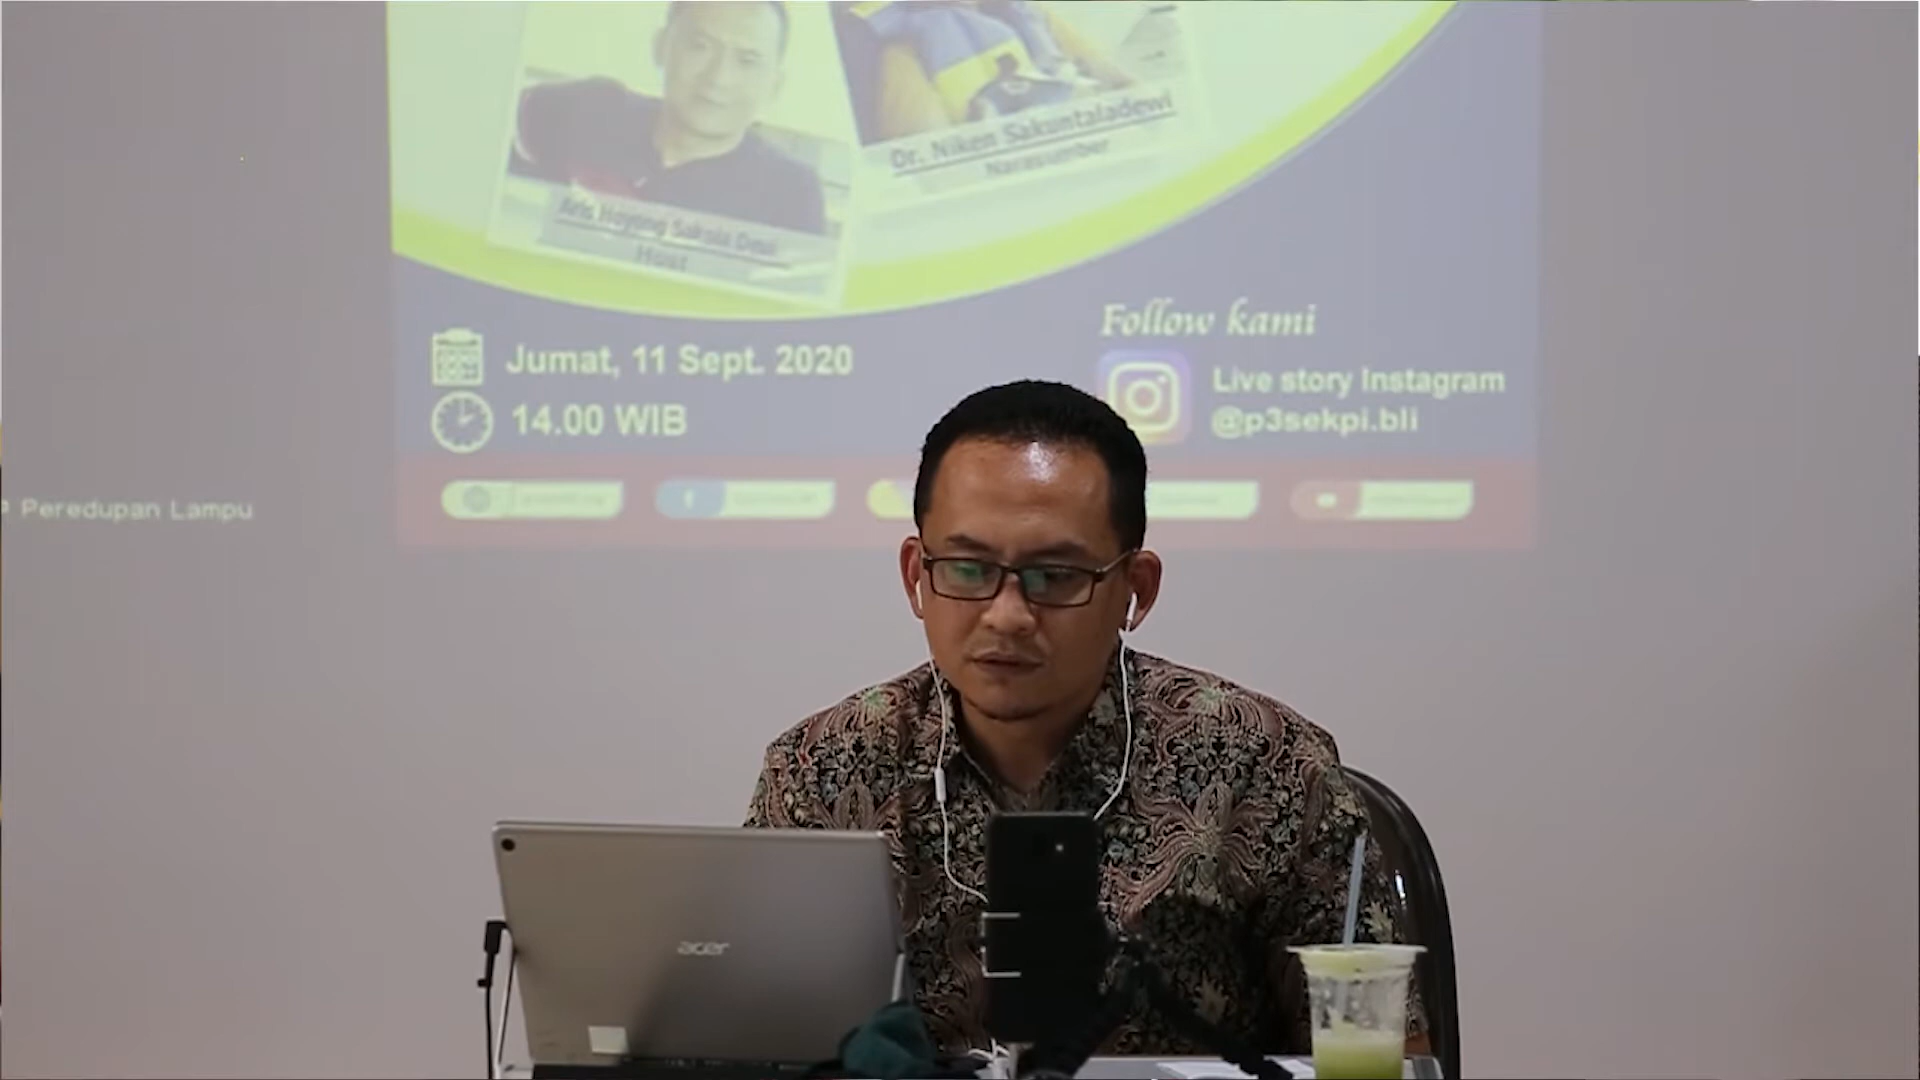 Dr. Niken Sakuntaladewi
Narasumber
Host
Jumat, 11 Sept. 2020
14.00 WIB
Follow kami
Live story Instagram
@p3sekpi.bli
Peredupan Lampu
acer